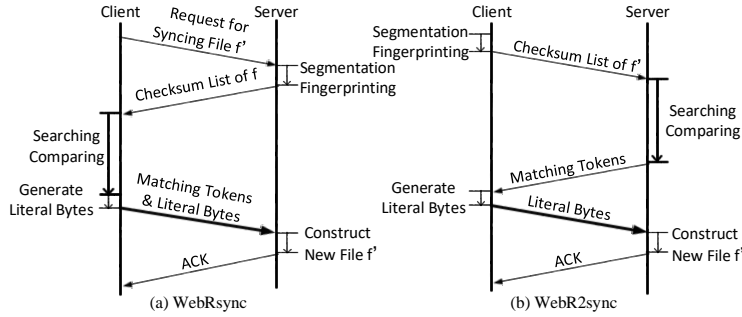 Client
Server
Request for
Syncing File f'
Segmentation
Fingerprinting
Checksum List of f
Searching
Comparing
Generate
Literal Bytes
Matching Tokens
& Literal Bytes
Construct
New File f'
ACK
(a) WebRsync
Client
Server
Segmentation
Fingerprinting
Checksum List of f'
Searching
Comparing
Matching Tokens
Generate
Literal Bytes
Literal Bytes
Construct
New File f'
ACK
(b) WebR2sync